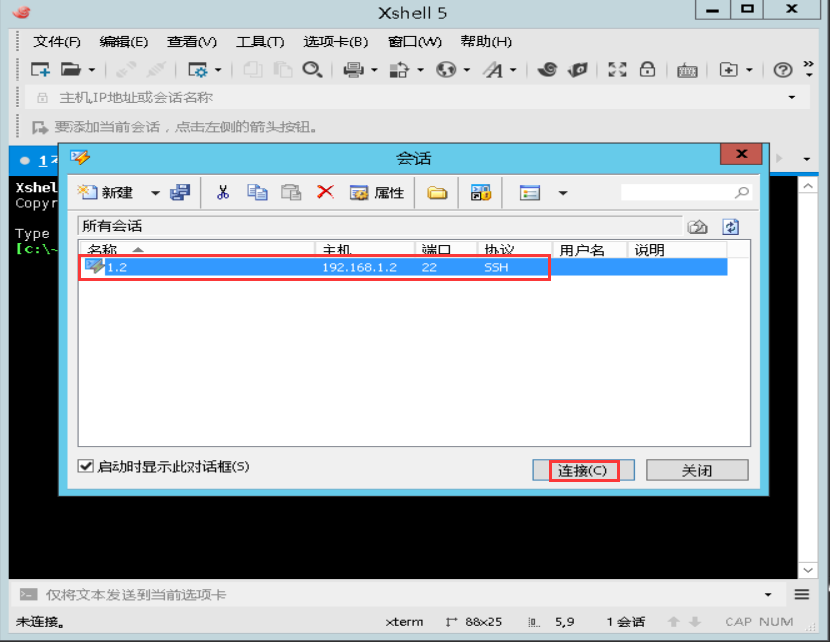 Xshell 5
文件(F) 编辑(E) 查看(V) 工具(T) 选项卡(B) 窗口(W) 帮助(H)
主机,IP地址或会话名称
要添加当前会话，点击左侧的箭头按钮。
会话
1
新建 属性
Xshel
Copyr
所有会话
Type
[c:\~
名称 主机 端口 协议 用户名 说明
1.2 192.168.1.2 22 SSH
启动时显示此对话框(S)
连接(C) 关闭
仅将文本发送到当前选项卡
未连接。 xterm 88x25 5,9 1 会话 CAP NUM